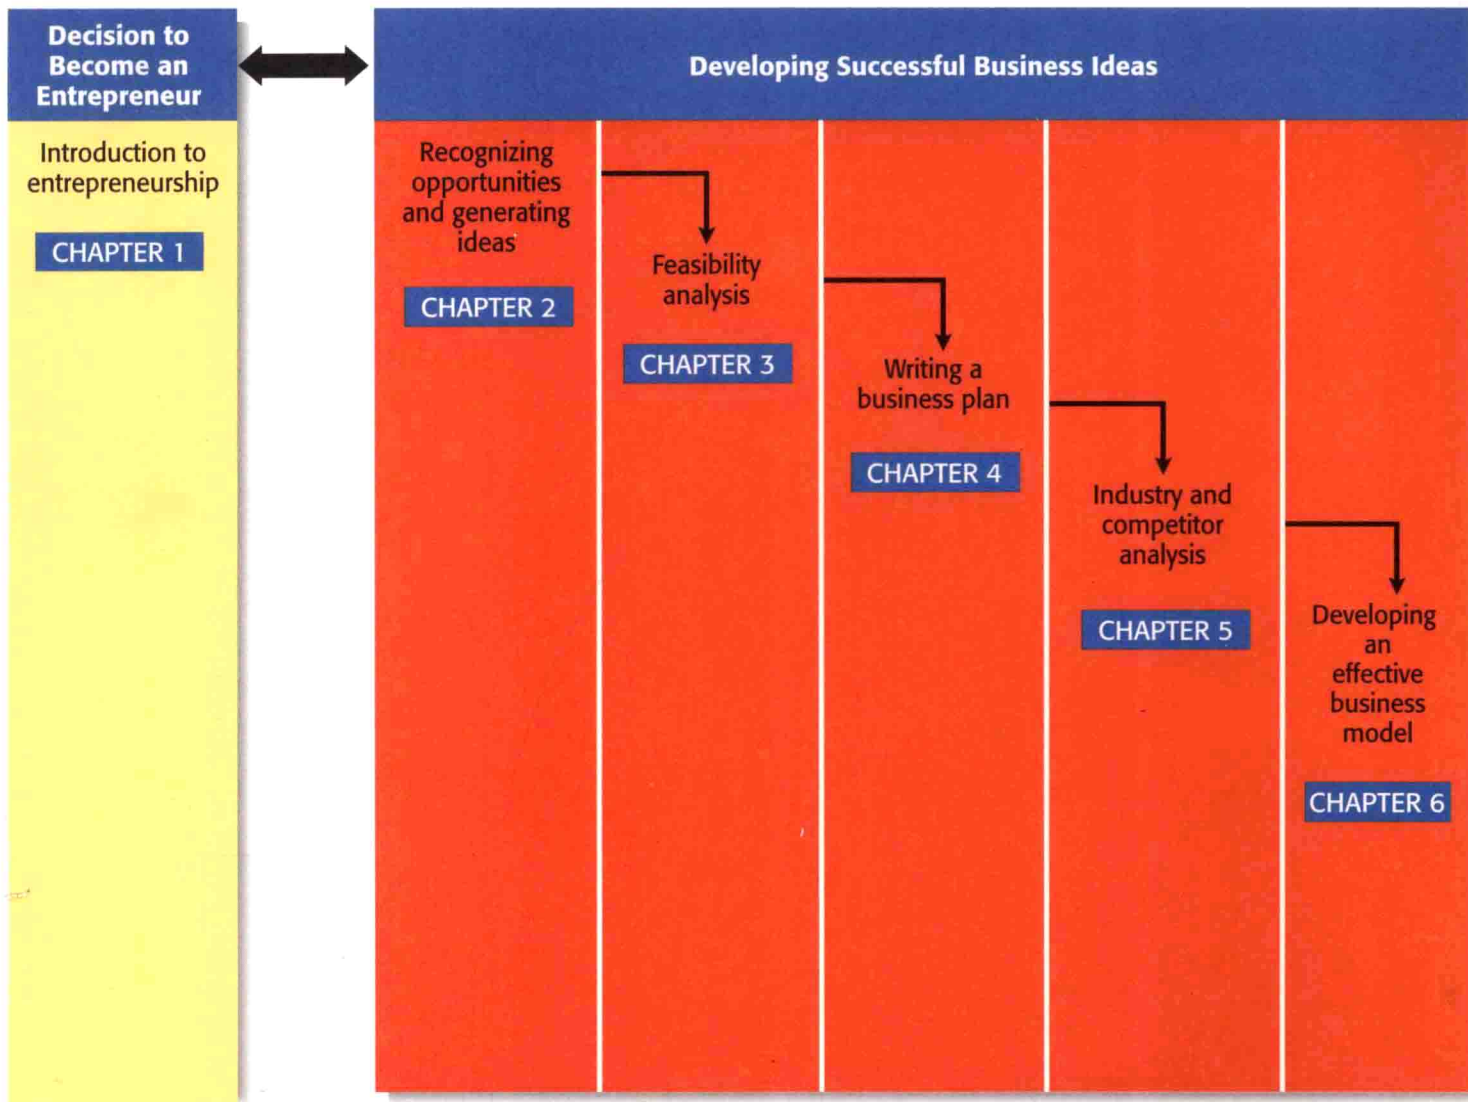 Decision to
Become an
Entrepreneur
Introduction to
entrepreneurship
CHAPTER 1
Developing Successful Business Ideas
Recognizing
opportunities
and generating
ideas
CHAPTER 2
Feasibility
analysis
CHAPTER 3
Writing a
business plan
CHAPTER 4
Industry and
competitor
analysis
CHAPTER 5
Developing
an
effective
business
model
CHAPTER 6